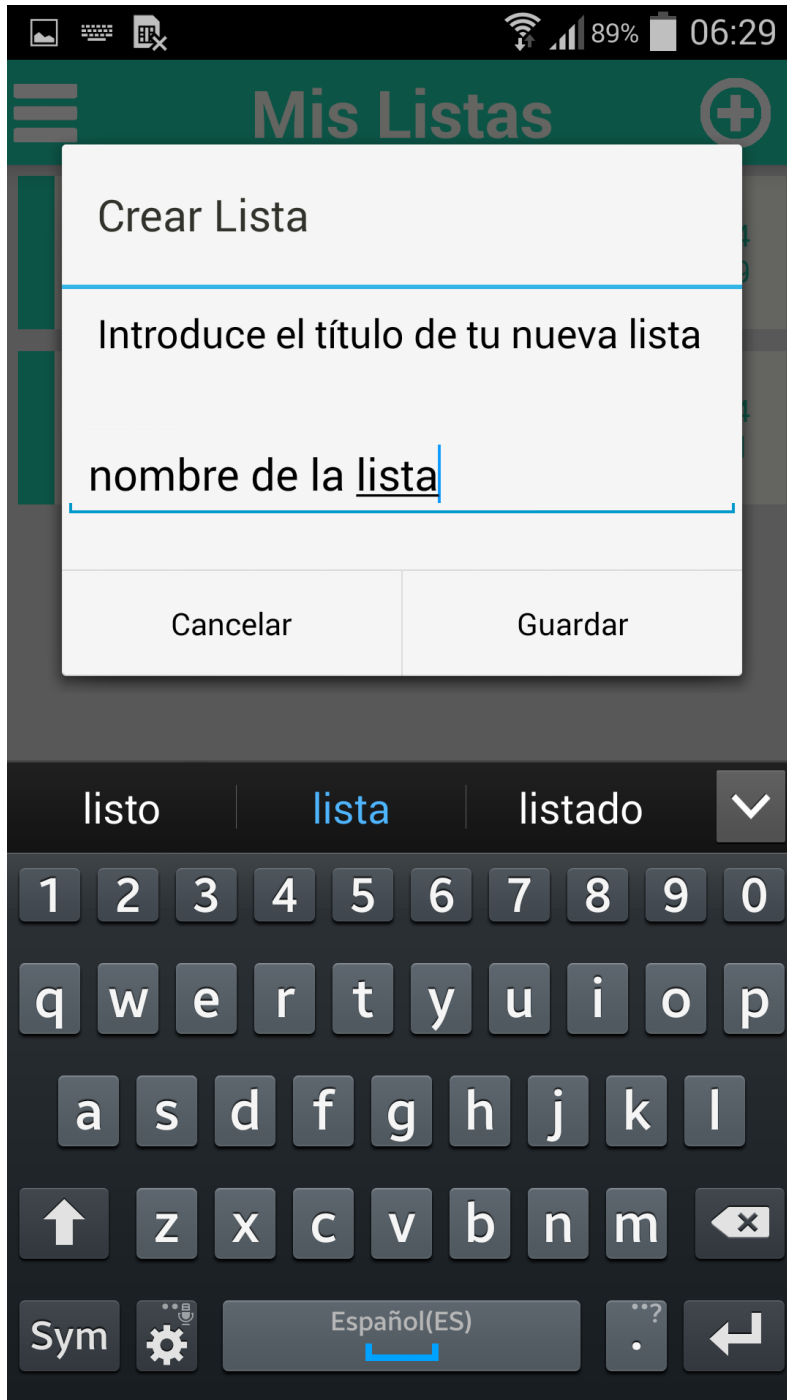 89% 06:29
Mis Listas
Crear Lista
Introduce el título de tu nueva lista
nombre de la lista
Cancelar Guardar
listo lista listado
1 2 3 4 5 6 7 8 9 0
q w e r t y u i o p
a s d f g h j k l
z x c v b n m
Sym Español(ES) . ?